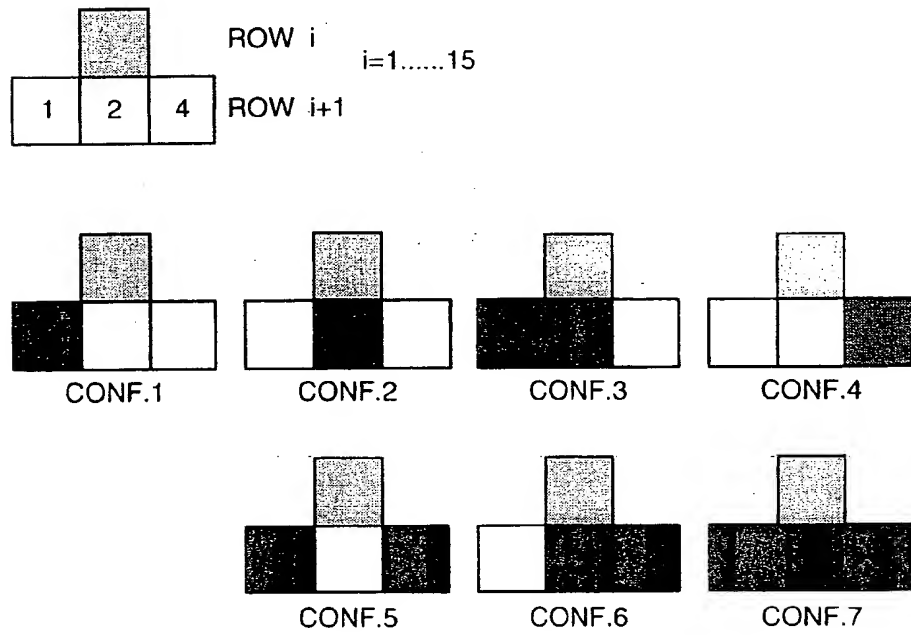 ROW i
i=1......15
1 2 4 ROW i+1
CONF.1 CONF.2 CONF.3 CONF.4
CONF.5 CONF.6 CONF.7